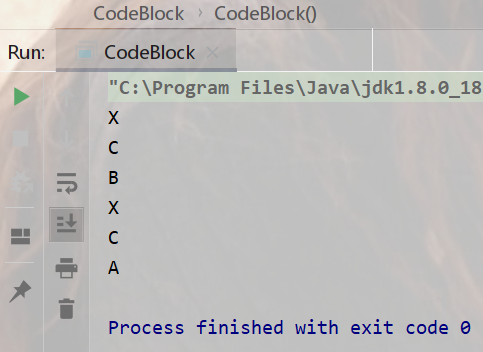 CodeBlock › CodeBlock()
Run: CodeBlock ×
"C:\Program Files\Java\jdk1.8.0_18
X
C
B
X
C
A
Process finished with exit code 0